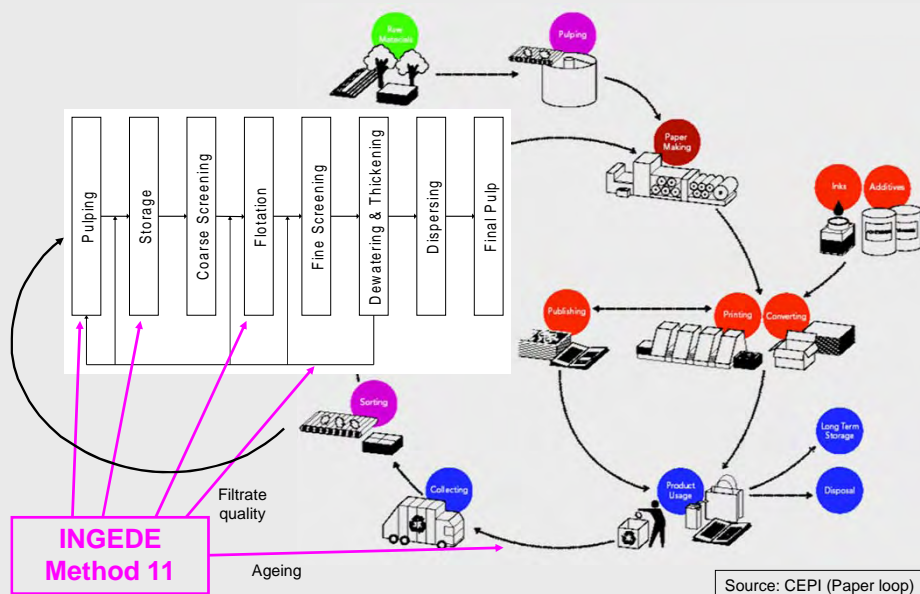 Raw
Materials
Pulping
Paper
Making
Inks
Additives
Pulping
Storage
Coarse Screening
Flotation
Fine Screening
Dewatering & Thickening
Dispersing
Final Pulp
Publishing
Printing
Converting
Sorting
Long Term
Storage
Product
Usage
Disposal
Collecting
Filtrate
quality
INGEDE
Method 11
Ageing
Source: CEPI (Paper loop)